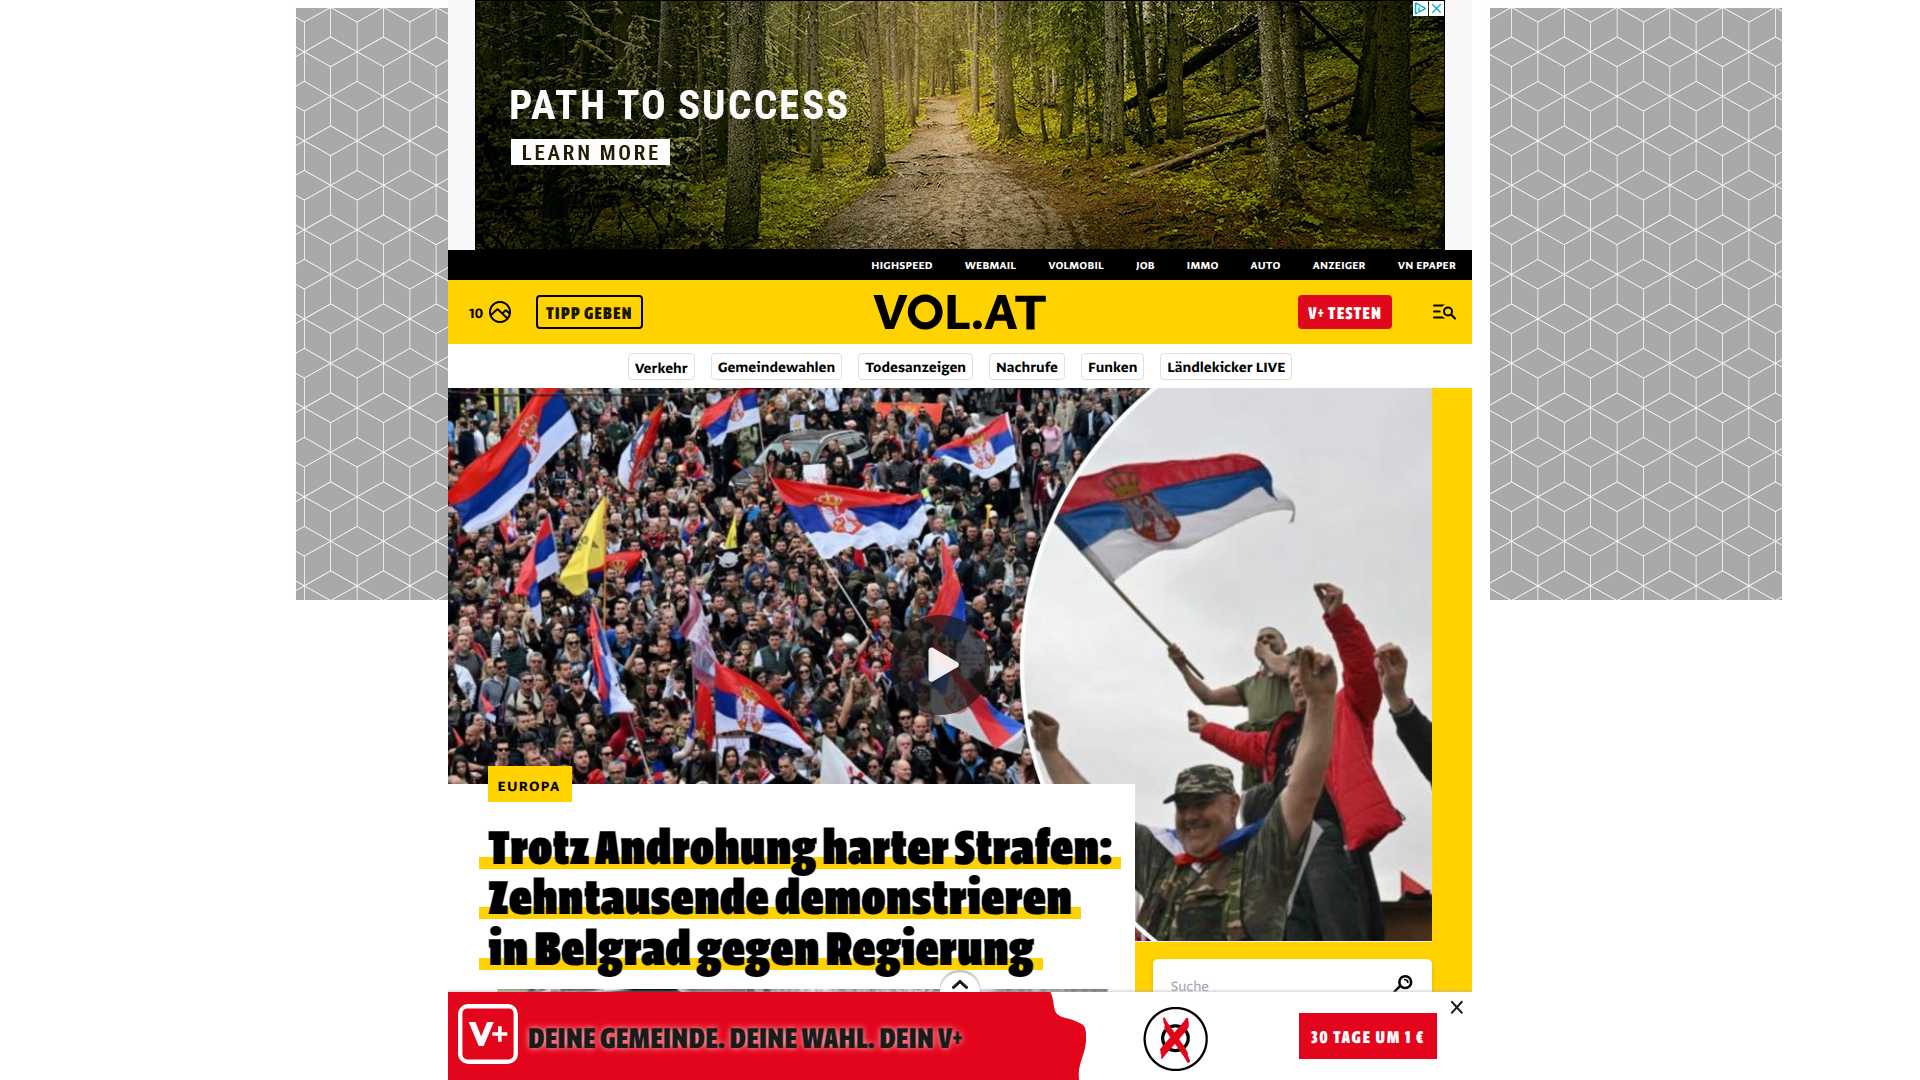 PATH TO SUCCESS
LEARN MORE
HIGHSPEED WEBMAIL VOLMOBIL JOB IMMO AUTO ANZEIGER VN EPAPER
10 TIPP GEBEN VOL.AT V+ TESTEN
Verkehr Gemeindewahlen Todesanzeigen Nachrufe Funken Ländlekicker LIVE
EUROPA
Trotz Androhung harter Strafen:
Zehntausende demonstrieren
in Belgrad gegen Regierung
Suche
V+ DEINE GEMEINDE. DEINE WAHL. DEIN V+
30 TAGE UM 1 €